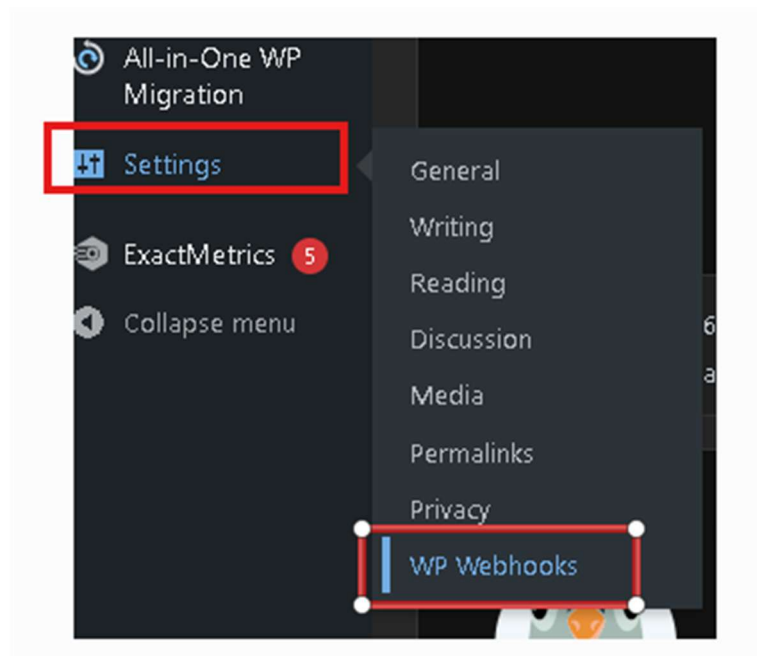 All-in-One WP
Migration
Settings
ExactMetrics 5
Collapse menu
General
Writing
Reading
Discussion
Media
Permalinks
Privacy
WP Webhooks
6
a